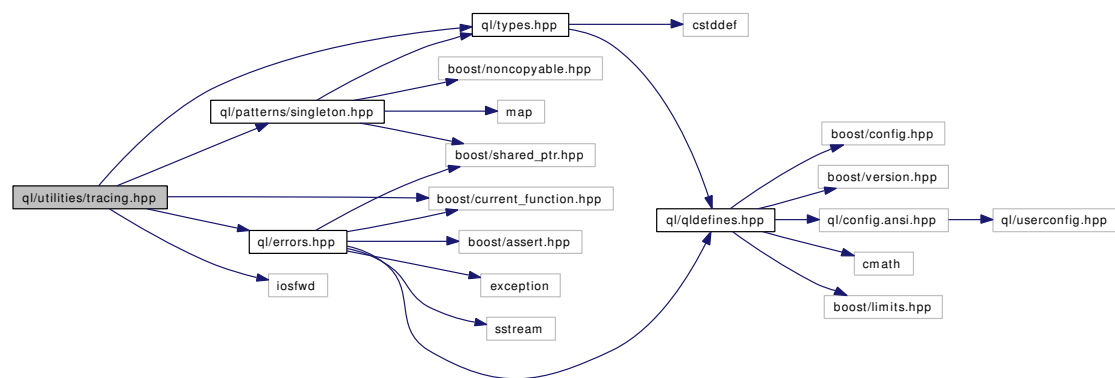 ql/types.hpp
cstddef
boost/noncopyable.hpp
ql/patterns/singleton.hpp
map
boost/config.hpp
boost/shared_ptr.hpp
boost/version.hpp
ql/utilities/tracing.hpp
boost/current_function.hpp
ql/qldefines.hpp
ql/config.ansi.hpp
ql/userconfig.hpp
ql/errors.hpp
boost/assert.hpp
cmath
iosfwd
exception
boost/limits.hpp
sstream